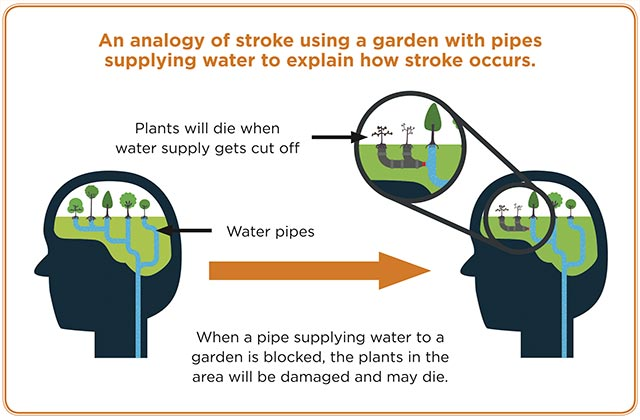 An analogy of stroke using a garden with pipes
supplying water to explain how stroke occurs.
Plants will die when
water supply gets cut off
Water pipes
When a pipe supplying water to a
garden is blocked, the plants in the
area will be damaged and may die.